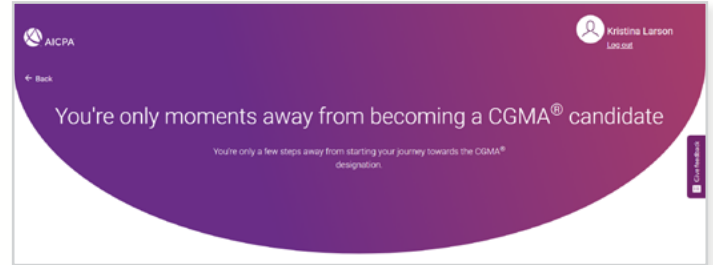 AICPA
Kristina Larson
Log out
← Back
You're only moments away from becoming a CGMA® candidate
You're only a few steps away from starting your journey towards the CGMA®
designation.
Give feedback